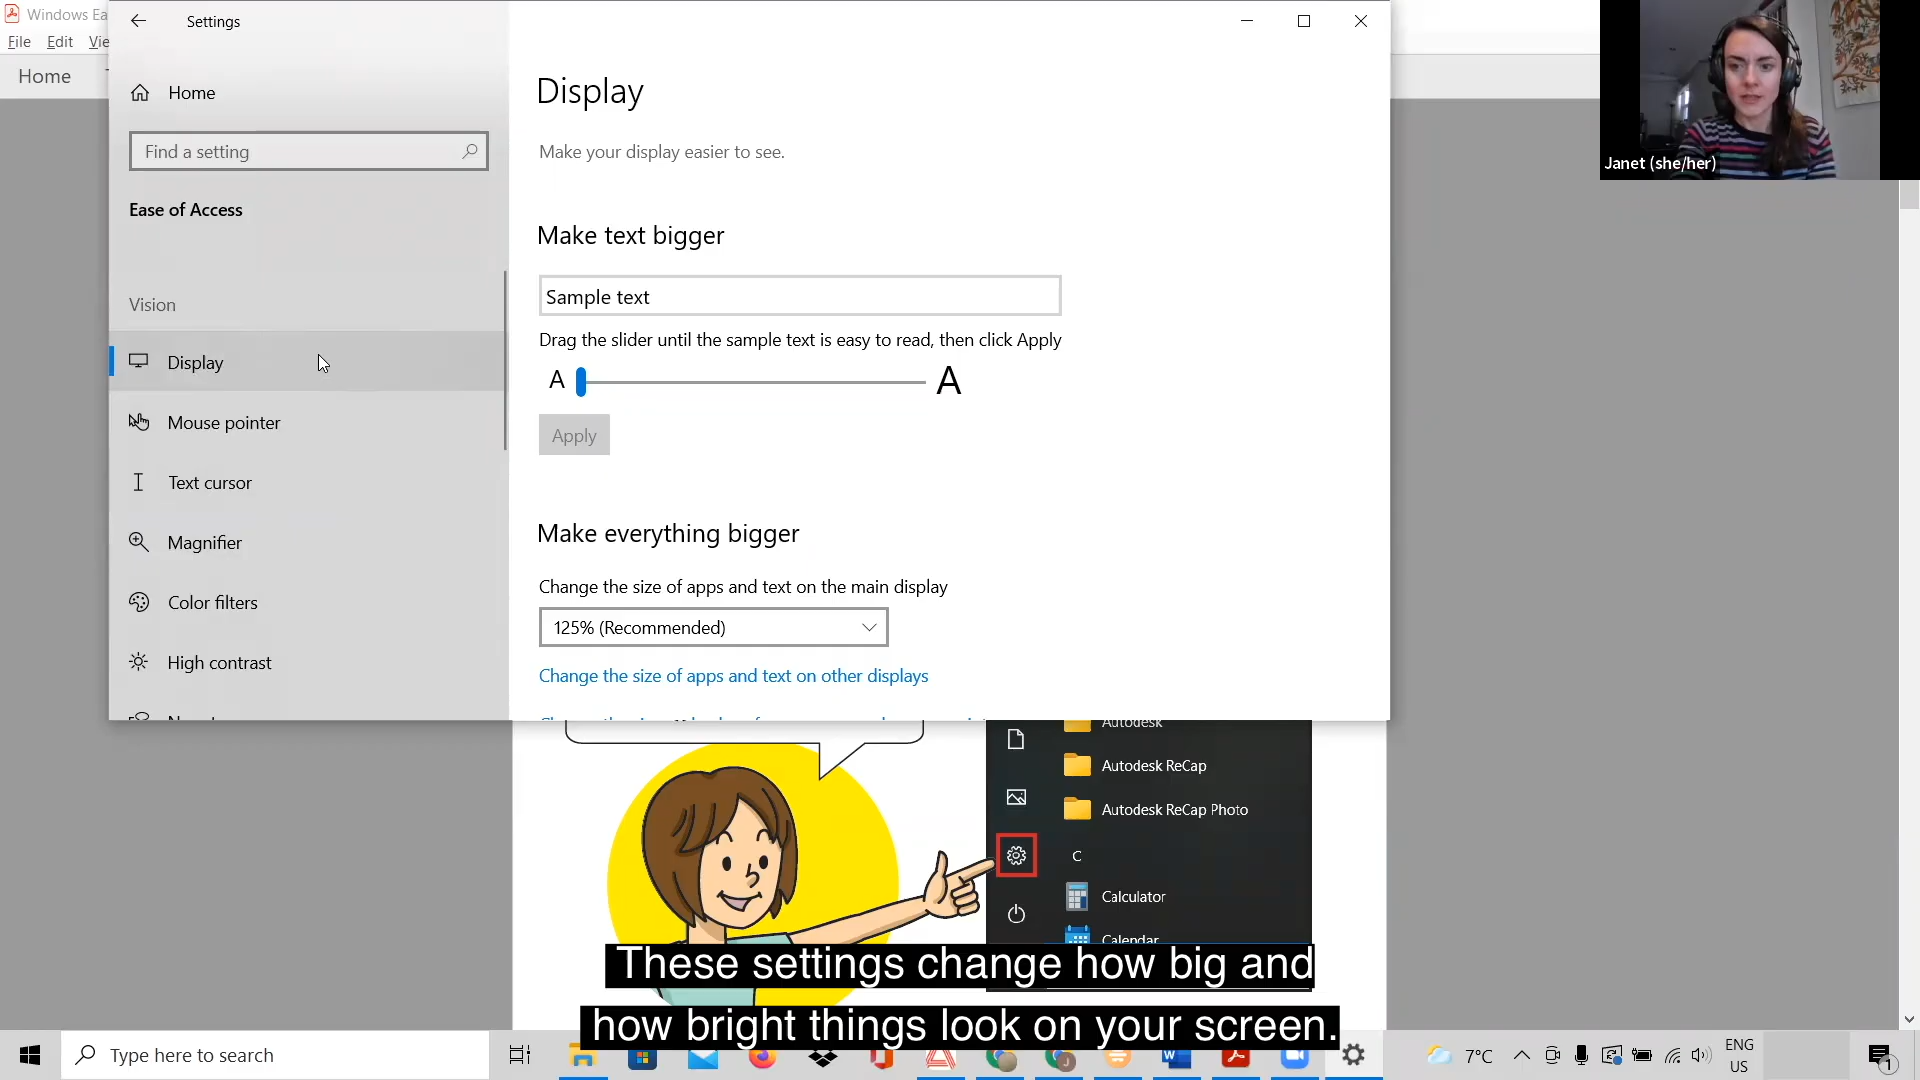 Windows Ea
File Edit Vie
Home
Settings
Home
Find a setting
Ease of Access
Vision
Display
Mouse pointer
Text cursor
Magnifier
Color filters
High contrast
Display
Make your display easier to see.
Make text bigger
Sample text
Drag the slider until the sample text is easy to read, then click Apply
A A
Apply
Make everything bigger
Change the size of apps and text on the main display
125% (Recommended)
Change the size of apps and text on other displays
Janet (she/her)
Autodesk
Autodesk ReCap
Autodesk ReCap Photo
C
Calculator
Calendar
These settings change how big and
how bright things look on your screen.
Type here to search
7°C
ENG
US
1